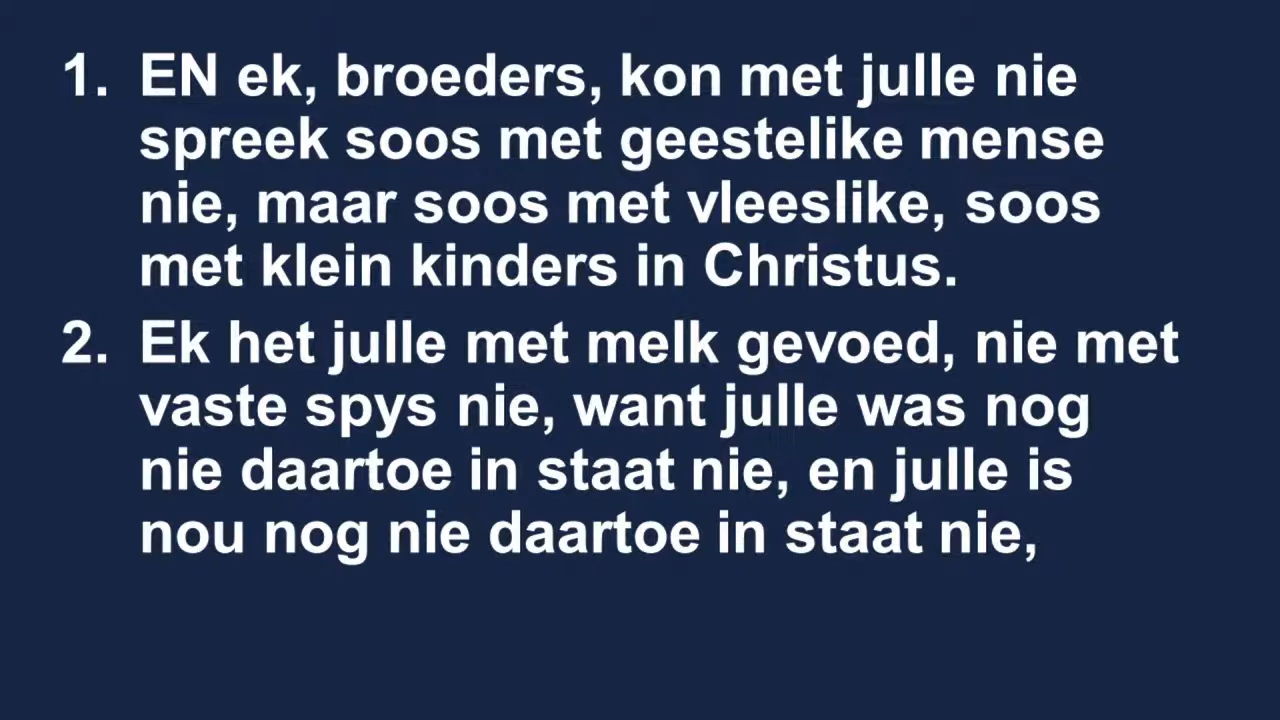 1. EN ek, broeders, kon met julle nie
spreek soos met geestelike mense
nie, maar soos met vleeslike, soos
met klein kinders in Christus.
2. Ek het julle met melk gevoed, nie met
vaste spys nie, want julle was nog
nie daartoe in staat nie, en julle is
nou nog nie daartoe in staat nie,